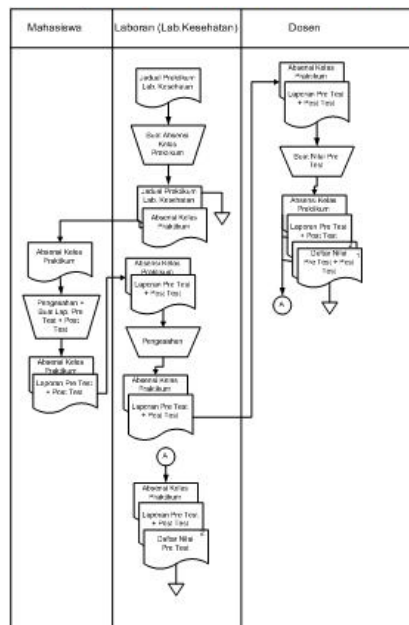 Mahasiswa
Laboran (Lab.Kesehatan)
Dosen
Jadual Praktikum
Lab. Kesehatan
Buat Absensi
Kelas
Praktikum
Jadual Praktikum
Lab. Kesehatan
Absensi Kelas
Praktikum
Absensi Kelas
Praktikum
Pengesahan +
Buat Lap. Pre
Test + Post
Test
Absensi Kelas
Praktikum
Laporan Pre Test
+ Post Test
Absensi Kelas
Praktikum
Laporan Pre Test
+ Post Test
Pengesahan
Absensi Kelas
Praktikum
Laporan Pre Test
+ Post Test
A
Absensi Kelas
Praktikum
Laporan Pre Test
+ Post Test
2
Daftar Nilai
Pre Test
Absensi Kelas
Praktikum
Laporan Pre Test
+ Post Test
Buat Nilai Pre
Test
Absensi Kelas
Praktikum
Laporan Pre Test
+ Post Test
1
Daftar Nilai
Pre Test + Post
Test
A